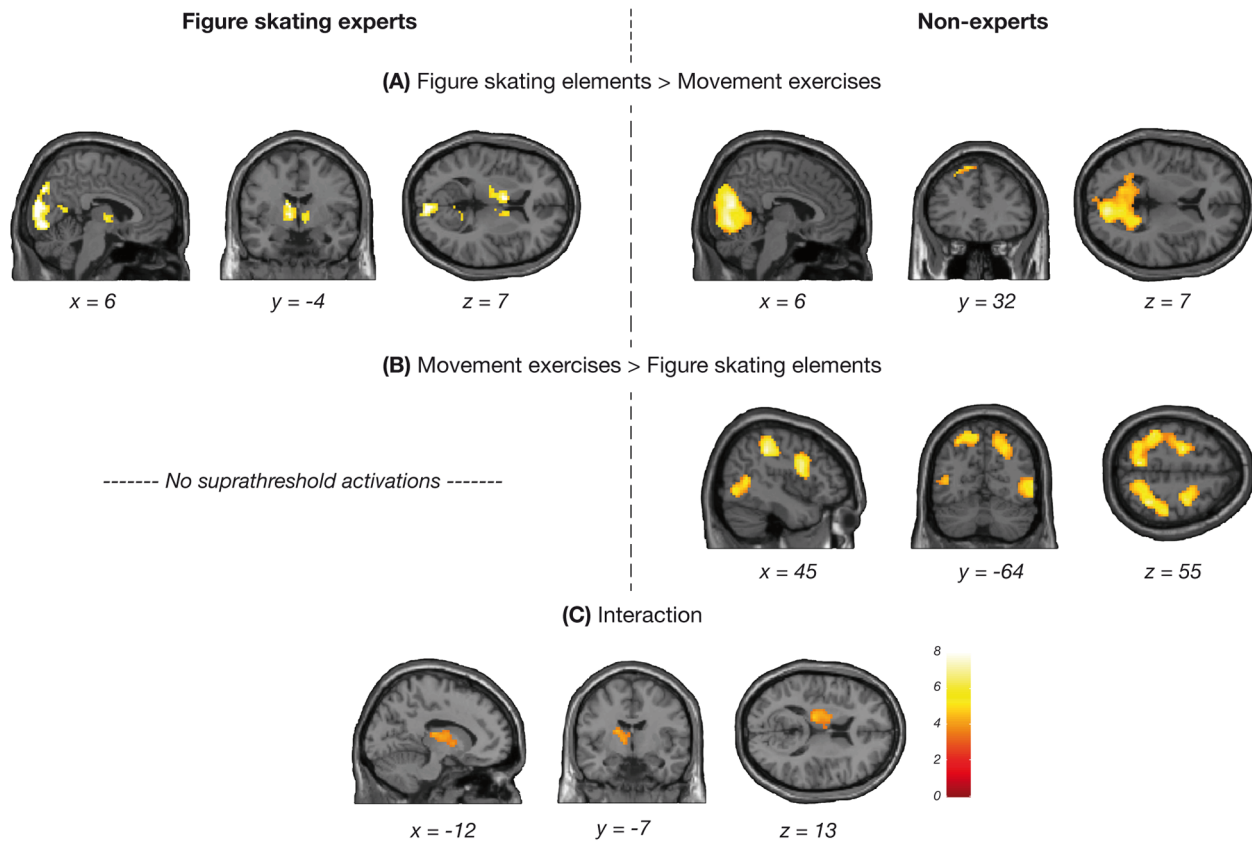 Figure skating experts
Non-experts
(A) Figure skating elements > Movement exercises
x = 6
y = -4
z = 7
x = 6
y = 32
z = 7
(B) Movement exercises > Figure skating elements
------- No suprathreshold activations -------
x = 45
y = -64
z = 55
(C) Interaction
8
6
4
2
0
x = -12
y = -7
z = 13